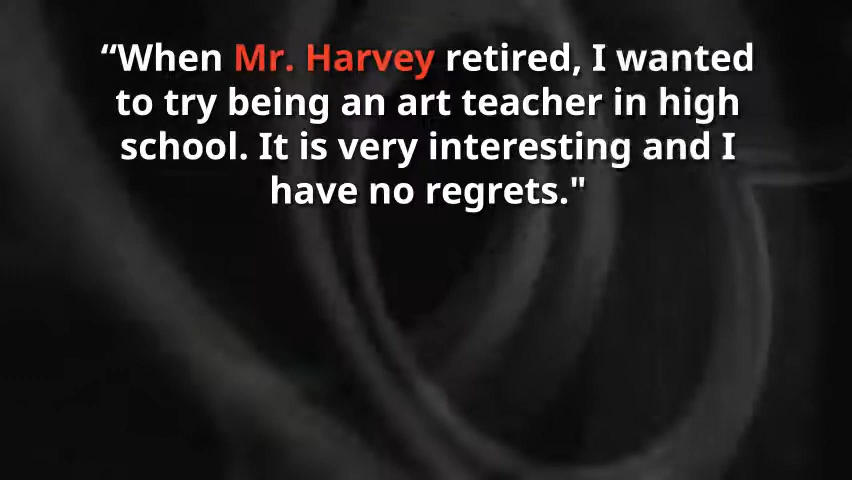 “When Mr. Harvey retired, I wanted
to try being an art teacher in high
school. It is very interesting and I
have no regrets."